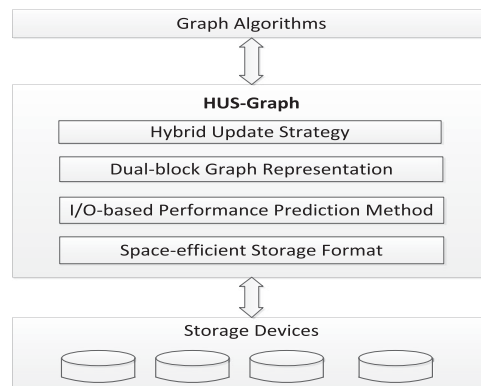 Graph Algorithms
HUS-Graph
Hybrid Update Strategy
Dual-block Graph Representation
I/O-based Performance Prediction Method
Space-efficient Storage Format
Storage Devices